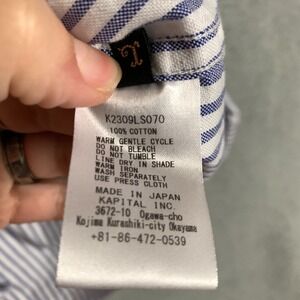 K2309LS070
100% COTTON
WARM GENTLE CYCLE
DO NOT BLEACH
DO NOT TUMBLE
LINE DRY IN SHADE
WARM IRON
WASH SEPARATELY
USE PRESS CLOTH
MADE IN JAPAN
KAPITAL INC.
3672-10 Ogawa-cho
Kojima Kurashiki-city Okayama
+81-86-472-0539